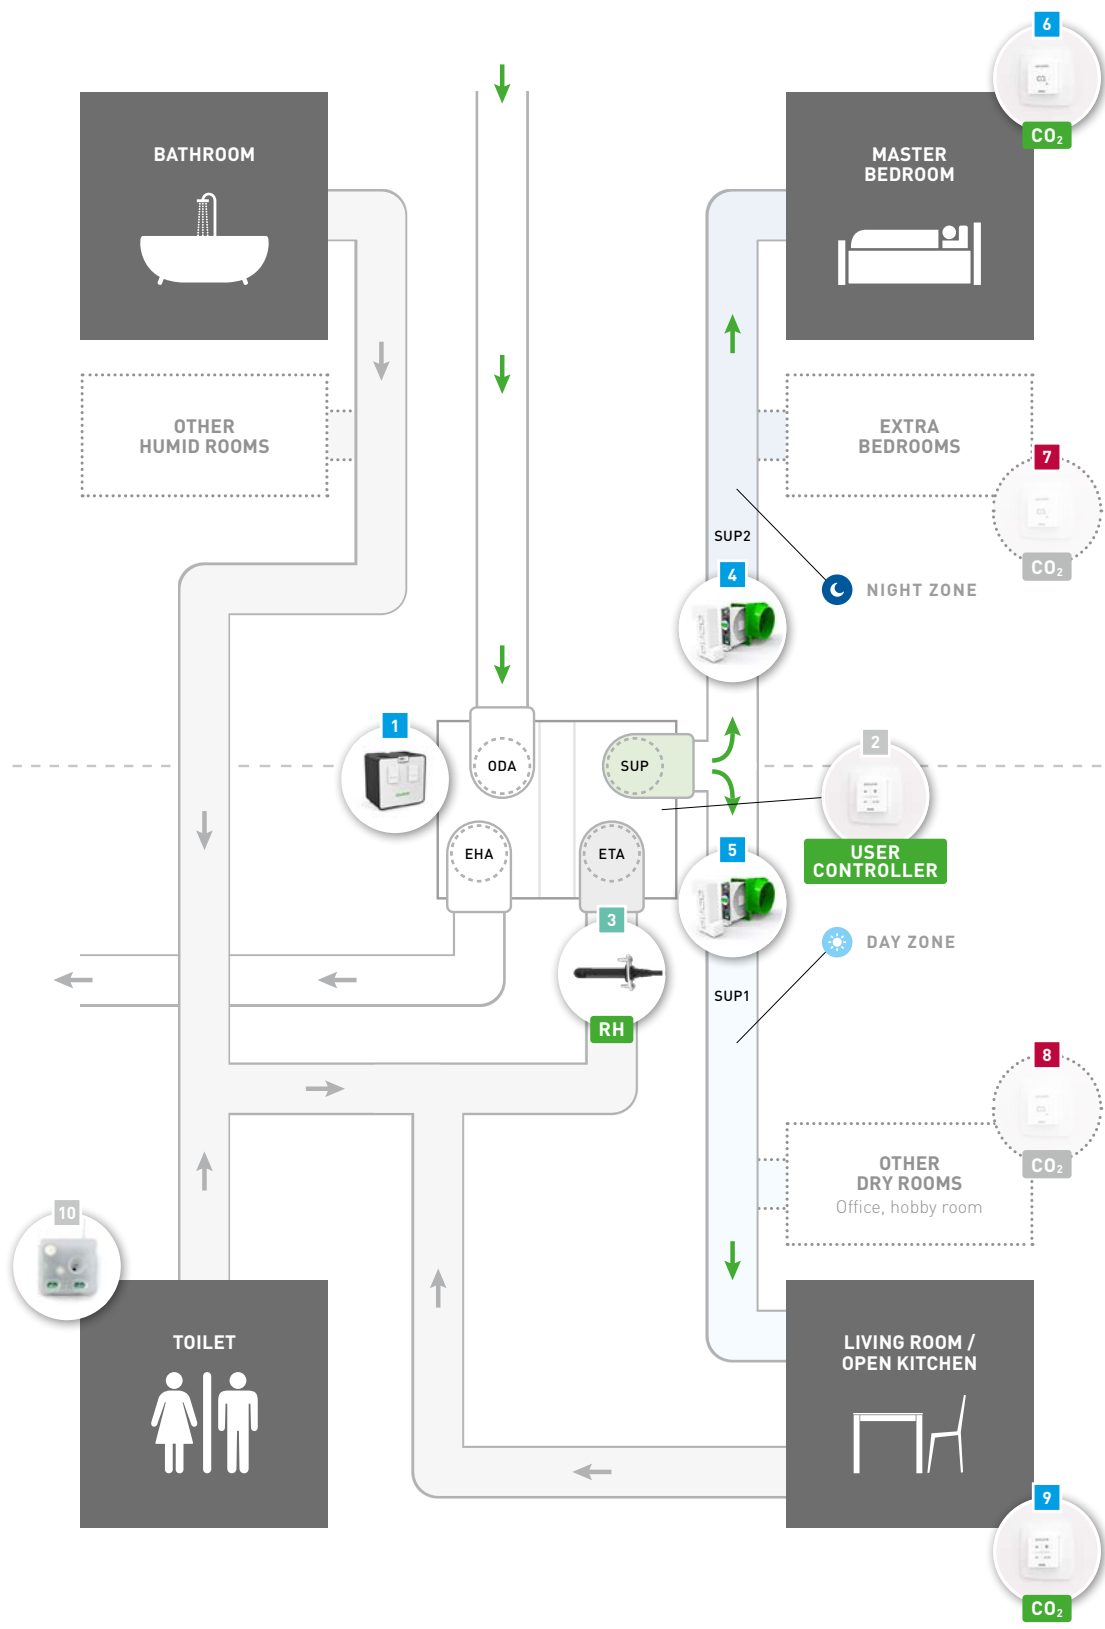 6
CO₂
BATHROOM
MASTER
BEDROOM
OTHER
HUMID ROOMS
EXTRA
BEDROOMS
7
CO₂
SUP2
4
NIGHT ZONE
1
2
ODA
SUP
EHA
ETA
5
USER
CONTROLLER
3
RH
DAY ZONE
SUP1
8
CO₂
OTHER
DRY ROOMS
Office, hobby room
10
TOILET
LIVING ROOM /
OPEN KITCHEN
9
CO₂